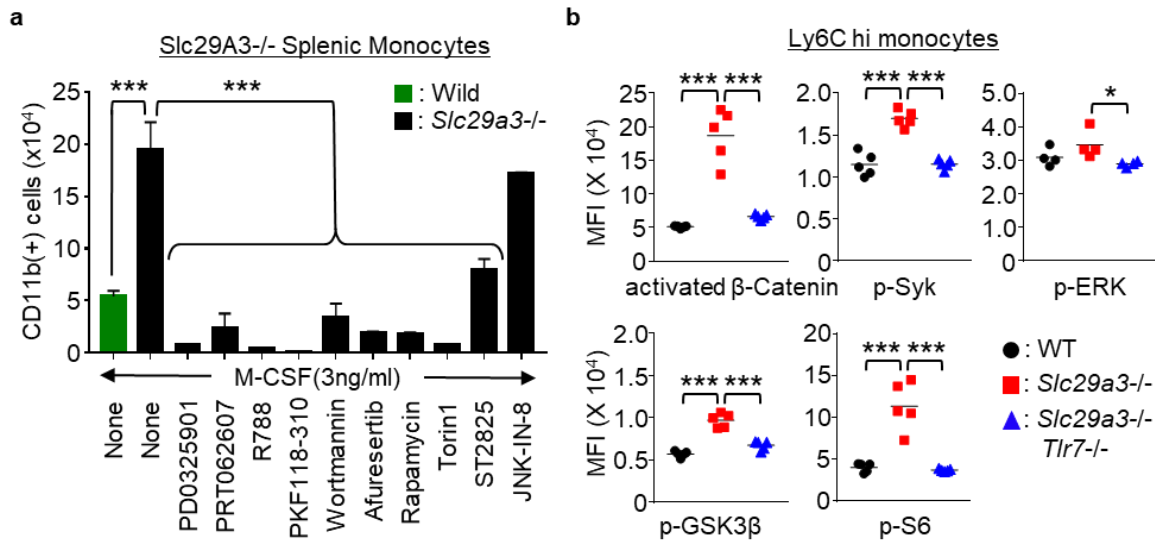 a
Slc29A3-/- Splenic Monocytes
*** ***
: Wild
: Slc29a3-/-
CD11b(+) cells (x10⁴)
25
20
15
10
5
0
M-CSF(3ng/ml)
None
None
PD0325901
PRT062607
R788
PKF118-310
Wortmannin
Afuresertib
Rapamycin
Torin1
ST2825
JNK-IN-8
b
Ly6C hi monocytes
MFI (X 10⁴)
25
20
15
10
5
0
*** ***
activated β-Catenin
2.0
1.5
1.0
0.5
0
*** ***
p-Syk
5.0
4.0
3.0
2.0
1.0
0
*
p-ERK
MFI (X 10⁴)
1.5
1.0
0.5
0
*** ***
p-GSK3β
20
15
10
5
0
*** ***
p-S6
: WT
: Slc29a3-/-
: Slc29a3-/-
Tlr7-/-